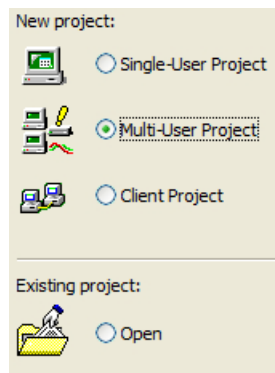 New project:
Single-User Project
Multi-User Project
Client Project
Existing project:
Open